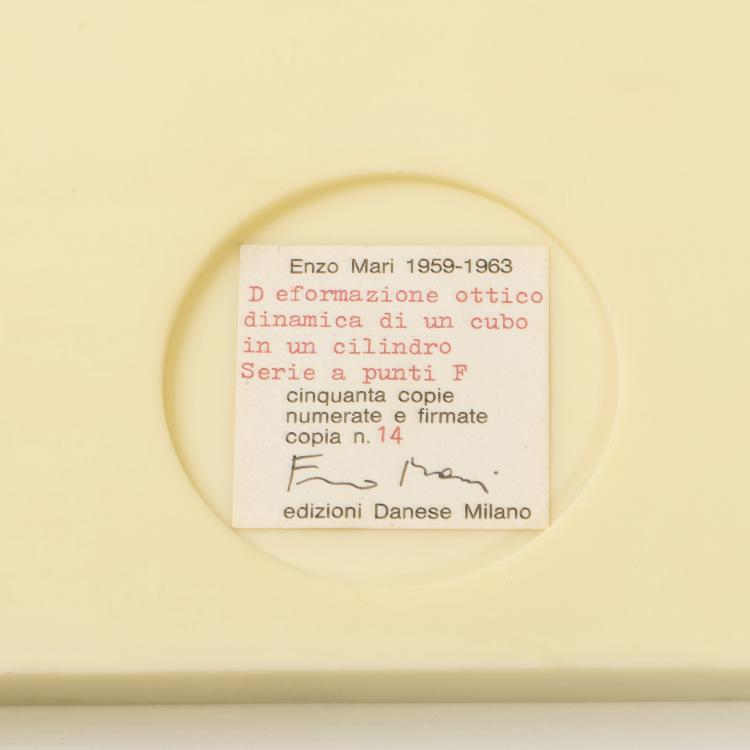 Enzo Mari 1959-1963
D eformazione ottico
dinamica di un cubo
in un cilindro
Serie a punti F
cinquanta copie
numerate e firmate
copia n. 14
Enzo Mari
edizioni Danese Milano